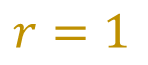 r = 1